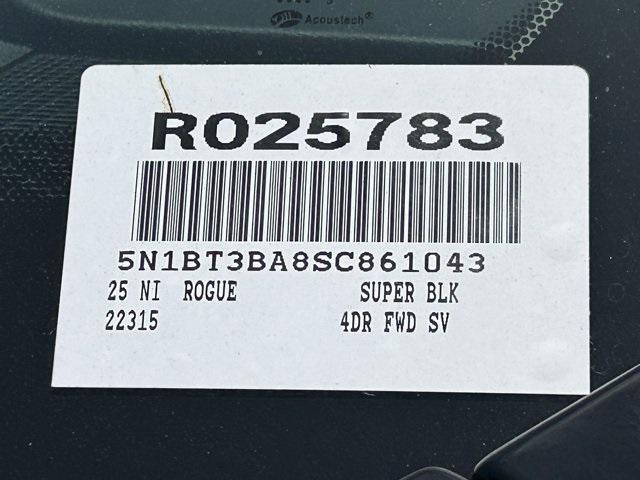 Acoustech®
R025783
5N1BT3BA8SC861043
25 NI ROGUE SUPER BLK
22315 4DR FWD SV